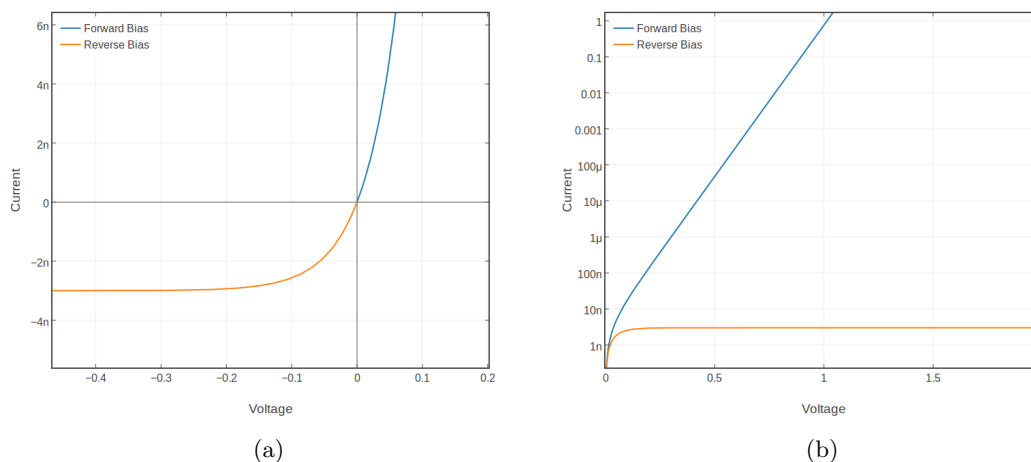 6n
4n
2n
0
−2n
−4n
Current
Forward Bias
Reverse Bias
−0.4
−0.3
−0.2
−0.1
0
0.1
0.2
Voltage
(a)
1
0.1
0.01
0.001
100μ
10μ
1μ
100n
10n
1n
Current
Forward Bias
Reverse Bias
0
0.5
1
1.5
Voltage
(b)